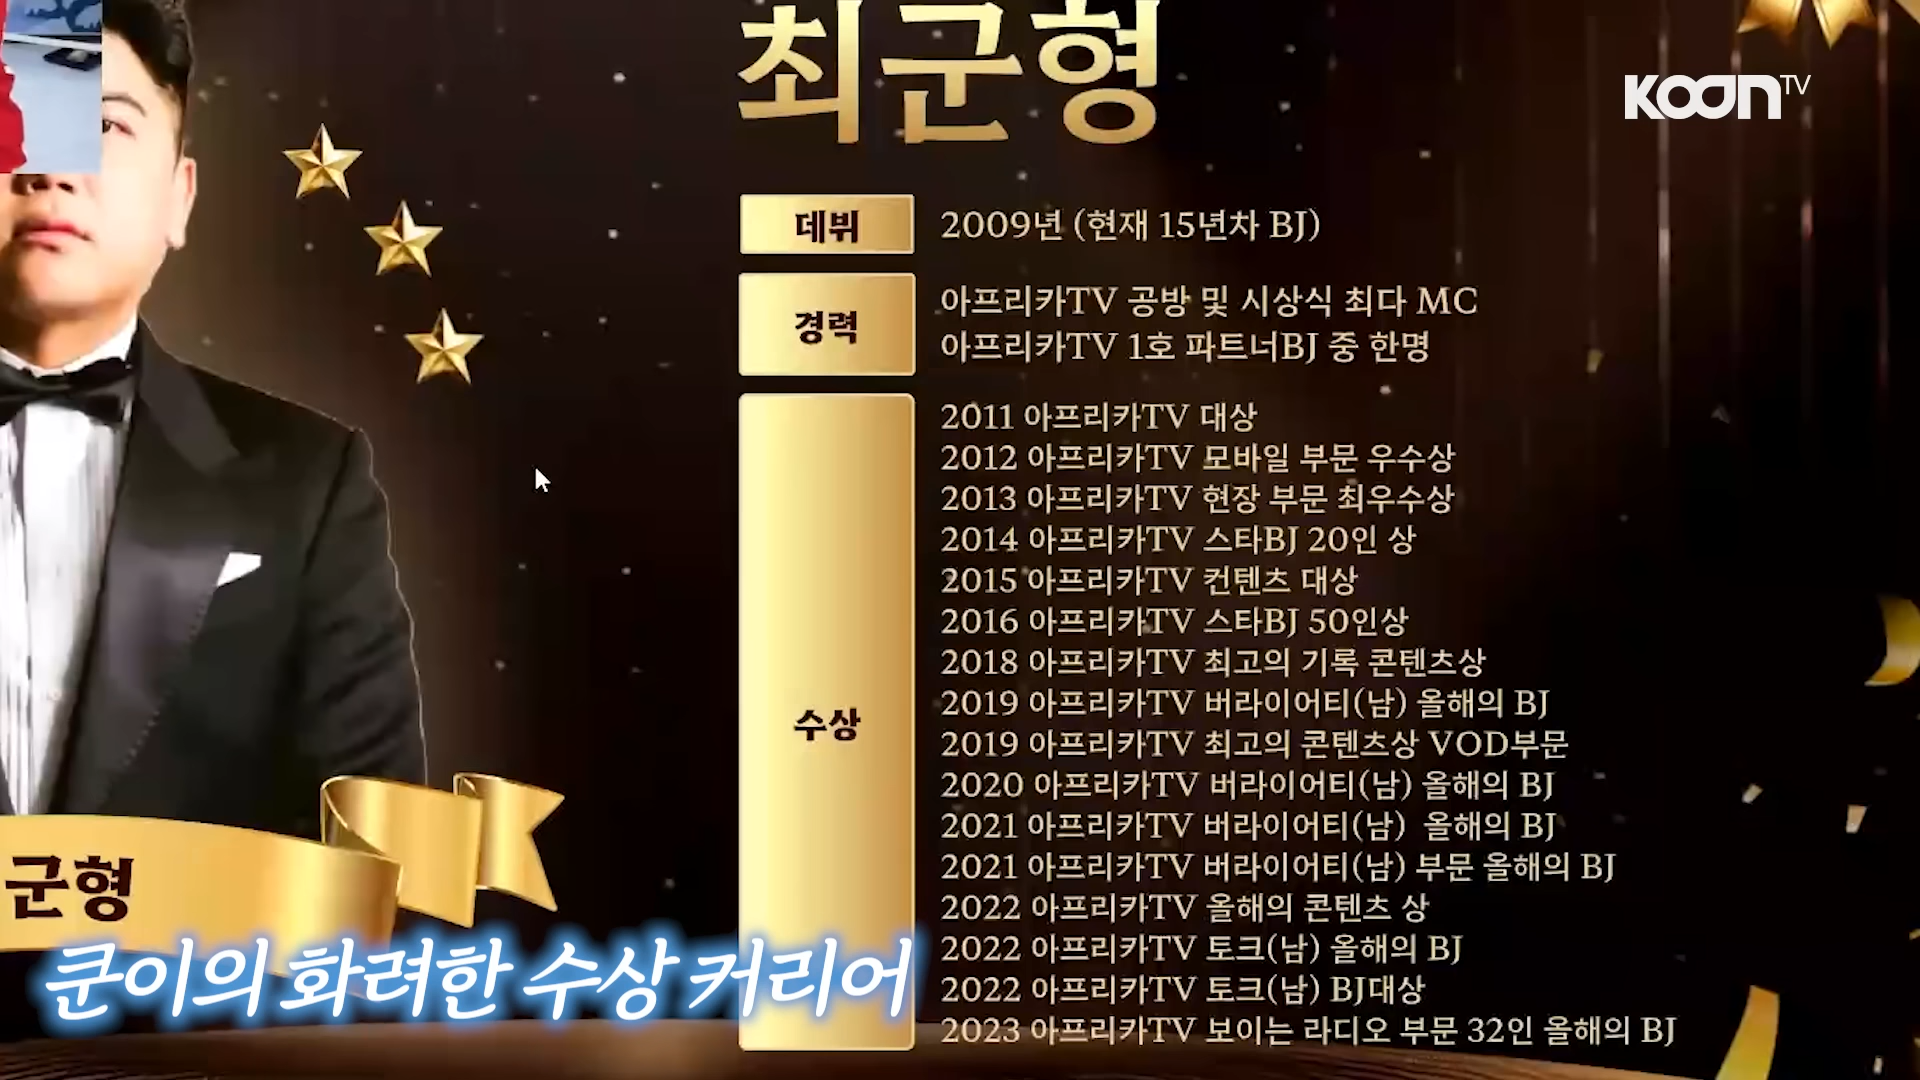 최군형
KOONTV
데뷔
2009년 (현재 15년차 BJ)
경력
아프리카TV 공방 및 시상식 최다 MC
아프리카TV 1호 파트너BJ 중 한명
수상
2011 아프리카TV 대상
2012 아프리카TV 모바일 부문 우수상
2013 아프리카TV 현장 부문 최우수상
2014 아프리카TV 스타BJ 20인 상
2015 아프리카TV 컨텐츠 대상
2016 아프리카TV 스타BJ 50인상
2018 아프리카TV 최고의 기록 콘텐츠상
2019 아프리카TV 버라이어티(남) 올해의 BJ
2019 아프리카TV 최고의 콘텐츠상 VOD부문
2020 아프리카TV 버라이어티(남) 올해의 BJ
2021 아프리카TV 버라이어티(남) 올해의 BJ
2021 아프리카TV 버라이어티(남) 부문 올해의 BJ
2022 아프리카TV 올해의 콘텐츠 상
2022 아프리카TV 토크(남) 올해의 BJ
2022 아프리카TV 토크(남) BJ대상
2023 아프리카TV 보이는 라디오 부문 32인 올해의 BJ
군형
쿤이의 화려한 수상 커리어